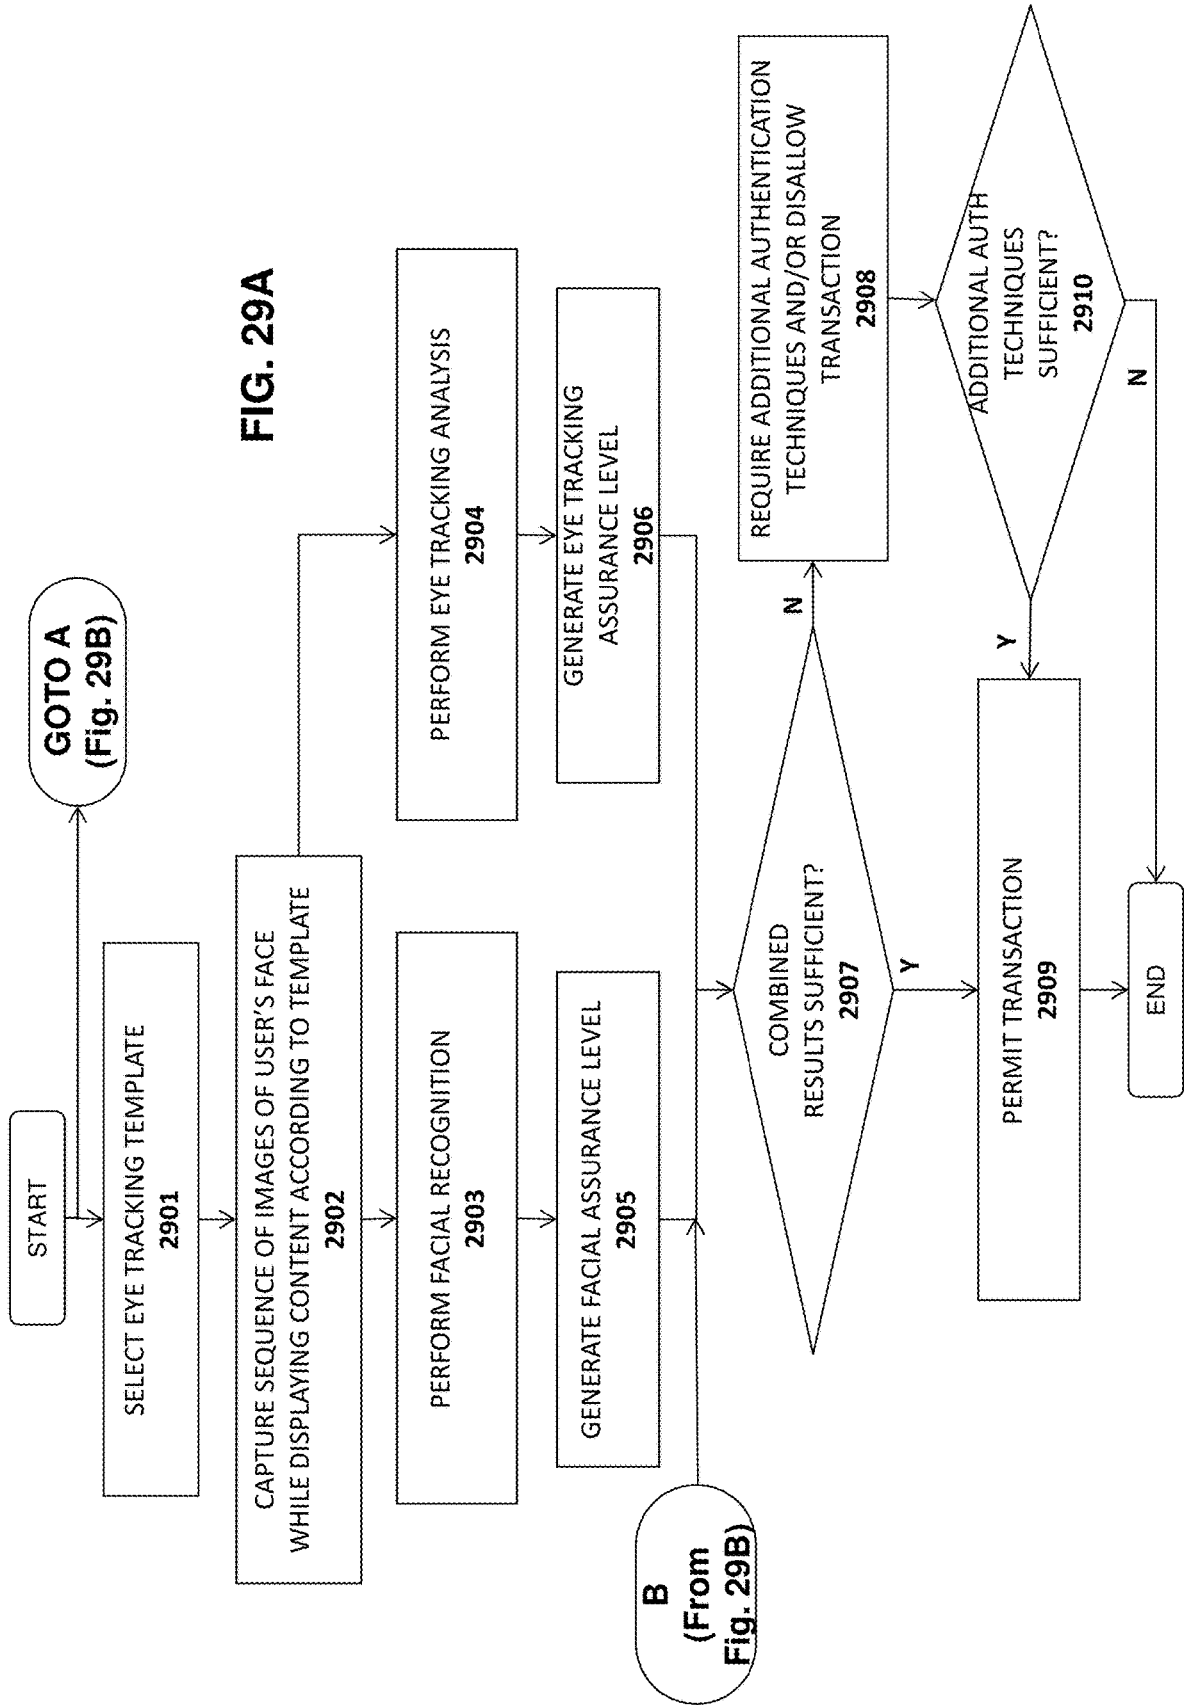 FIG. 29A
START
GOTO A
(Fig. 29B)
SELECT EYE TRACKING TEMPLATE
2901
CAPTURE SEQUENCE OF IMAGES OF USER'S FACE
WHILE DISPLAYING CONTENT ACCORDING TO TEMPLATE
2902
PERFORM FACIAL RECOGNITION
2903
PERFORM EYE TRACKING ANALYSIS
2904
GENERATE FACIAL ASSURANCE LEVEL
2905
GENERATE EYE TRACKING
ASSURANCE LEVEL
2906
B
(From
Fig. 29B)
COMBINED
RESULTS SUFFICIENT?
2907
N
Y
REQUIRE ADDITIONAL AUTHENTICATION
TECHNIQUES AND/OR DISALLOW
TRANSACTION
2908
PERMIT TRANSACTION
2909
Y
ADDITIONAL AUTH
TECHNIQUES
SUFFICIENT?
2910
N
END